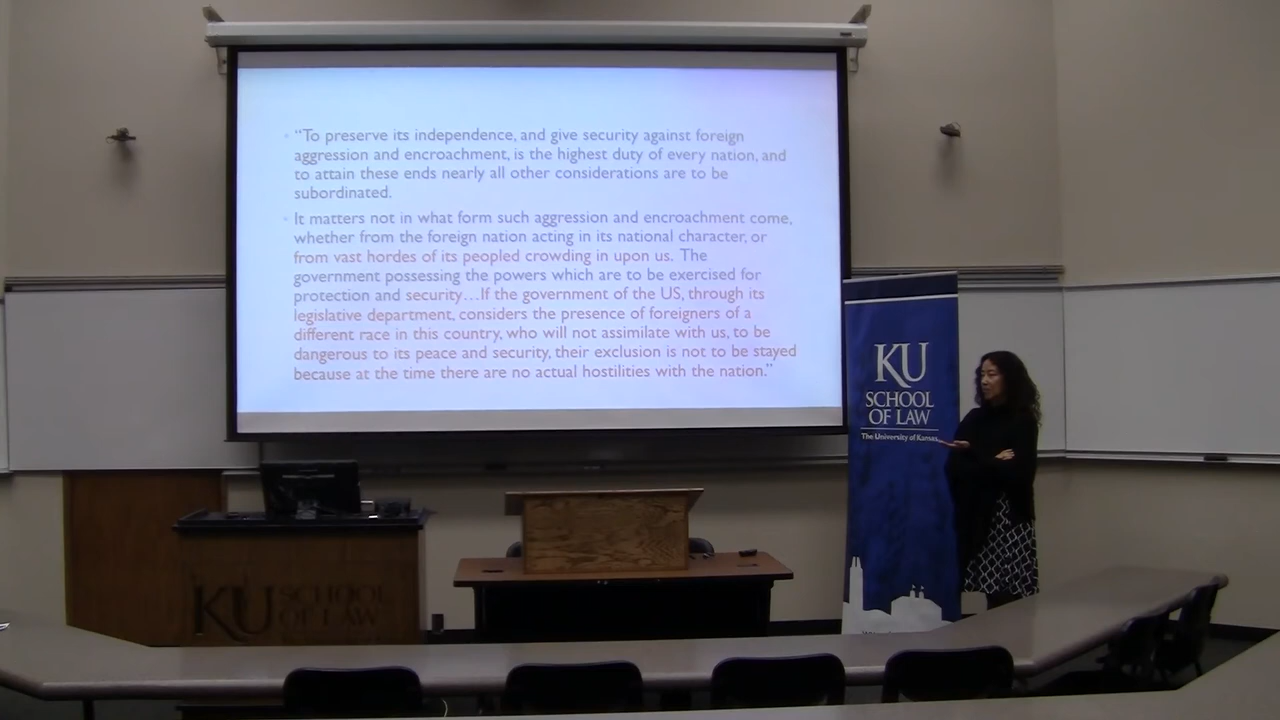 “To preserve its independence, and give security against foreign
aggression and encroachment, is the highest duty of every nation, and
to attain these ends nearly all other considerations are to be
subordinated.
It matters not in what form such aggression and encroachment come,
whether from the foreign nation acting in its national character, or
from vast hordes of its peopled crowding in upon us. The
government possessing the powers which are to be exercised for
protection and security…If the government of the US, through its
legislative department, considers the presence of foreigners of a
different race in this country, who will not assimilate with us, to be
dangerous to its peace and security, their exclusion is not to be stayed
because at the time there are no actual hostilities with the nation.”
KU
SCHOOL
OF LAW
The University of Kansas
KU SCHOOL
OF LAW